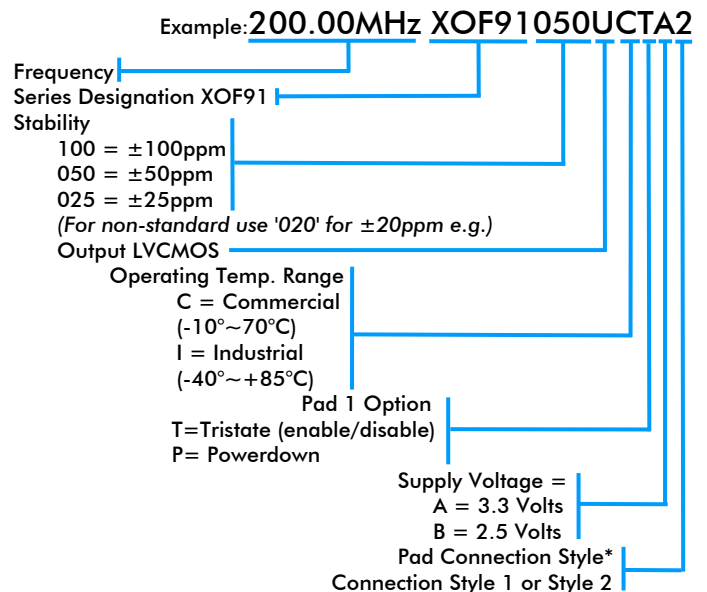 Example:200.00MHz XOF91050UCTA2
Frequency
Series Designation XOF91
Stability
100 = ±100ppm
050 = ±50ppm
025 = ±25ppm
(For non-standard use '020' for ±20ppm e.g.)
Output LVCMOS
Operating Temp. Range
C = Commercial
(-10°~70°C)
I = Industrial
(-40°~+85°C)
Pad 1 Option
T=Tristate (enable/disable)
P= Powerdown
Supply Voltage =
A = 3.3 Volts
B = 2.5 Volts
Pad Connection Style*
Connection Style 1 or Style 2